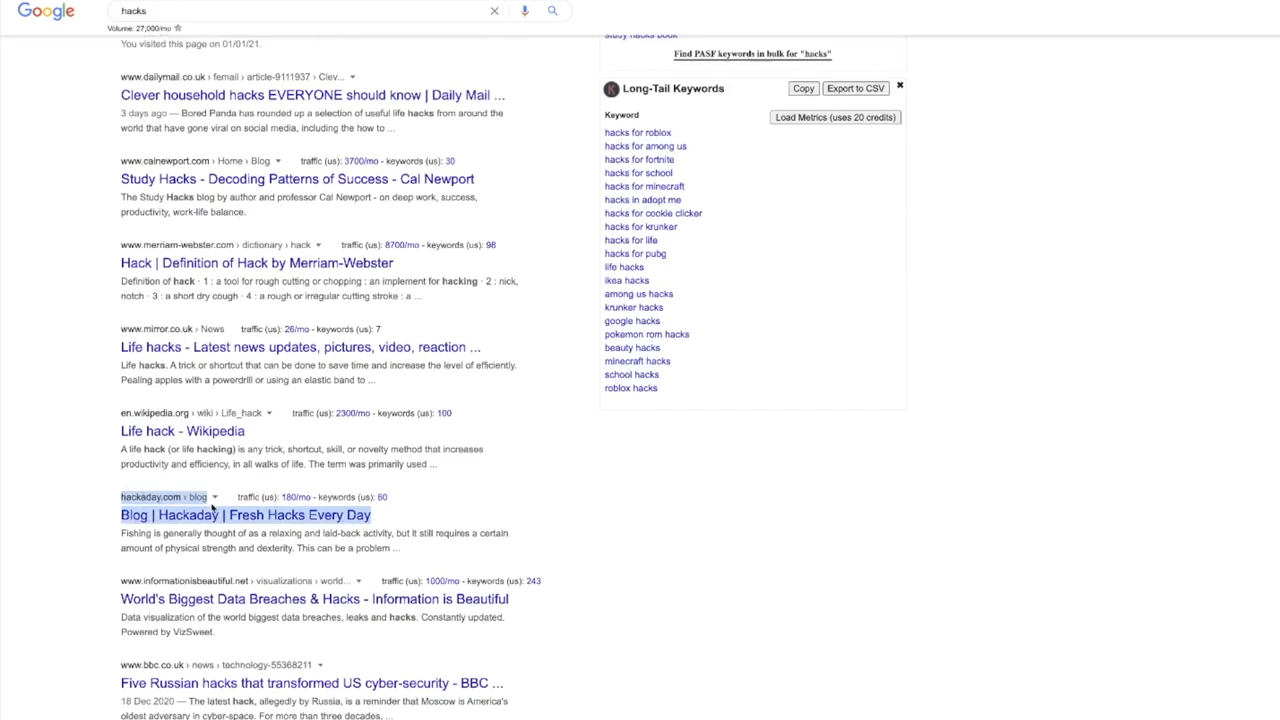 Google
hacks
Volume: 27,000/mo
You visited this page on 01/01/21.
www.dailymail.co.uk › femail › article-9111937 › Clev...
Clever household hacks EVERYONE should know | Daily Mail ...
3 days ago — Bored Panda has rounded up a selection of useful life hacks from around the
world that have gone viral on social media, including the how to ...
www.calnewport.com › Home › Blog traffic (us): 3700/mo - keywords (us): 30
Study Hacks - Decoding Patterns of Success - Cal Newport
The Study Hacks blog by author and professor Cal Newport - on deep work, success,
productivity, work-life balance.
www.merriam-webster.com › dictionary › hack traffic (us): 8700/mo - keywords (us): 98
Hack | Definition of Hack by Merriam-Webster
Definition of hack · 1 : a tool for rough cutting or chopping : an implement for hacking · 2 : nick,
notch · 3 : a short dry cough · 4 : a rough or irregular cutting stroke : a ...
www.mirror.co.uk › News traffic (us): 26/mo - keywords (us): 7
Life hacks - Latest news updates, pictures, video, reaction ...
Life hacks. A trick or shortcut that can be done to save time and increase the level of efficiently.
Pealing apples with a powerdrill or using an elastic band to ...
en.wikipedia.org › wiki › Life_hack traffic (us): 2300/mo - keywords (us): 100
Life hack - Wikipedia
A life hack (or life hacking) is any trick, shortcut, skill, or novelty method that increases
productivity and efficiency, in all walks of life. The term was primarily used ...
hackaday.com › blog traffic (us): 180/mo - keywords (us): 60
Blog | Hackaday | Fresh Hacks Every Day
Fishing is generally thought of as a relaxing and laid-back activity, but it still requires a certain
amount of physical strength and dexterity. This can be a problem ...
www.informationisbeautiful.net › visualizations › world... traffic (us): 1000/mo - keywords (us): 243
World's Biggest Data Breaches & Hacks - Information is Beautiful
Data visualization of the world biggest data breaches, leaks and hacks. Constantly updated.
Powered by VizSweet.
www.bbc.co.uk › news › technology-55368211
Five Russian hacks that transformed US cyber-security - BBC ...
18 Dec 2020 — The latest hack, allegedly by Russia, is a reminder that Moscow is America's
oldest adversary in cyber-space. For more than three decades, ...
study hacks book
Find PASF keywords in bulk for "hacks"
K Long-Tail Keywords Copy Export to CSV ✖
Keyword Load Metrics (uses 20 credits)
hacks for roblox
hacks for among us
hacks for fortnite
hacks for school
hacks for minecraft
hacks in adopt me
hacks for cookie clicker
hacks for krunker
hacks for life
hacks for pubg
life hacks
ikea hacks
among us hacks
krunker hacks
google hacks
pokemon rom hacks
beauty hacks
minecraft hacks
school hacks
roblox hacks